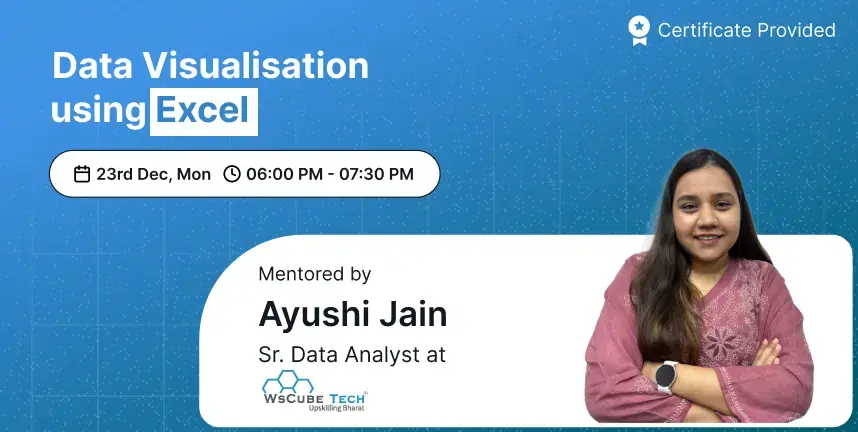 Certificate Provided
Data Visualisation
using Excel
23rd Dec, Mon 06:00 PM - 07:30 PM
Mentored by
Ayushi Jain
Sr. Data Analyst at
WsCube Tech®
Upskilling Bharat